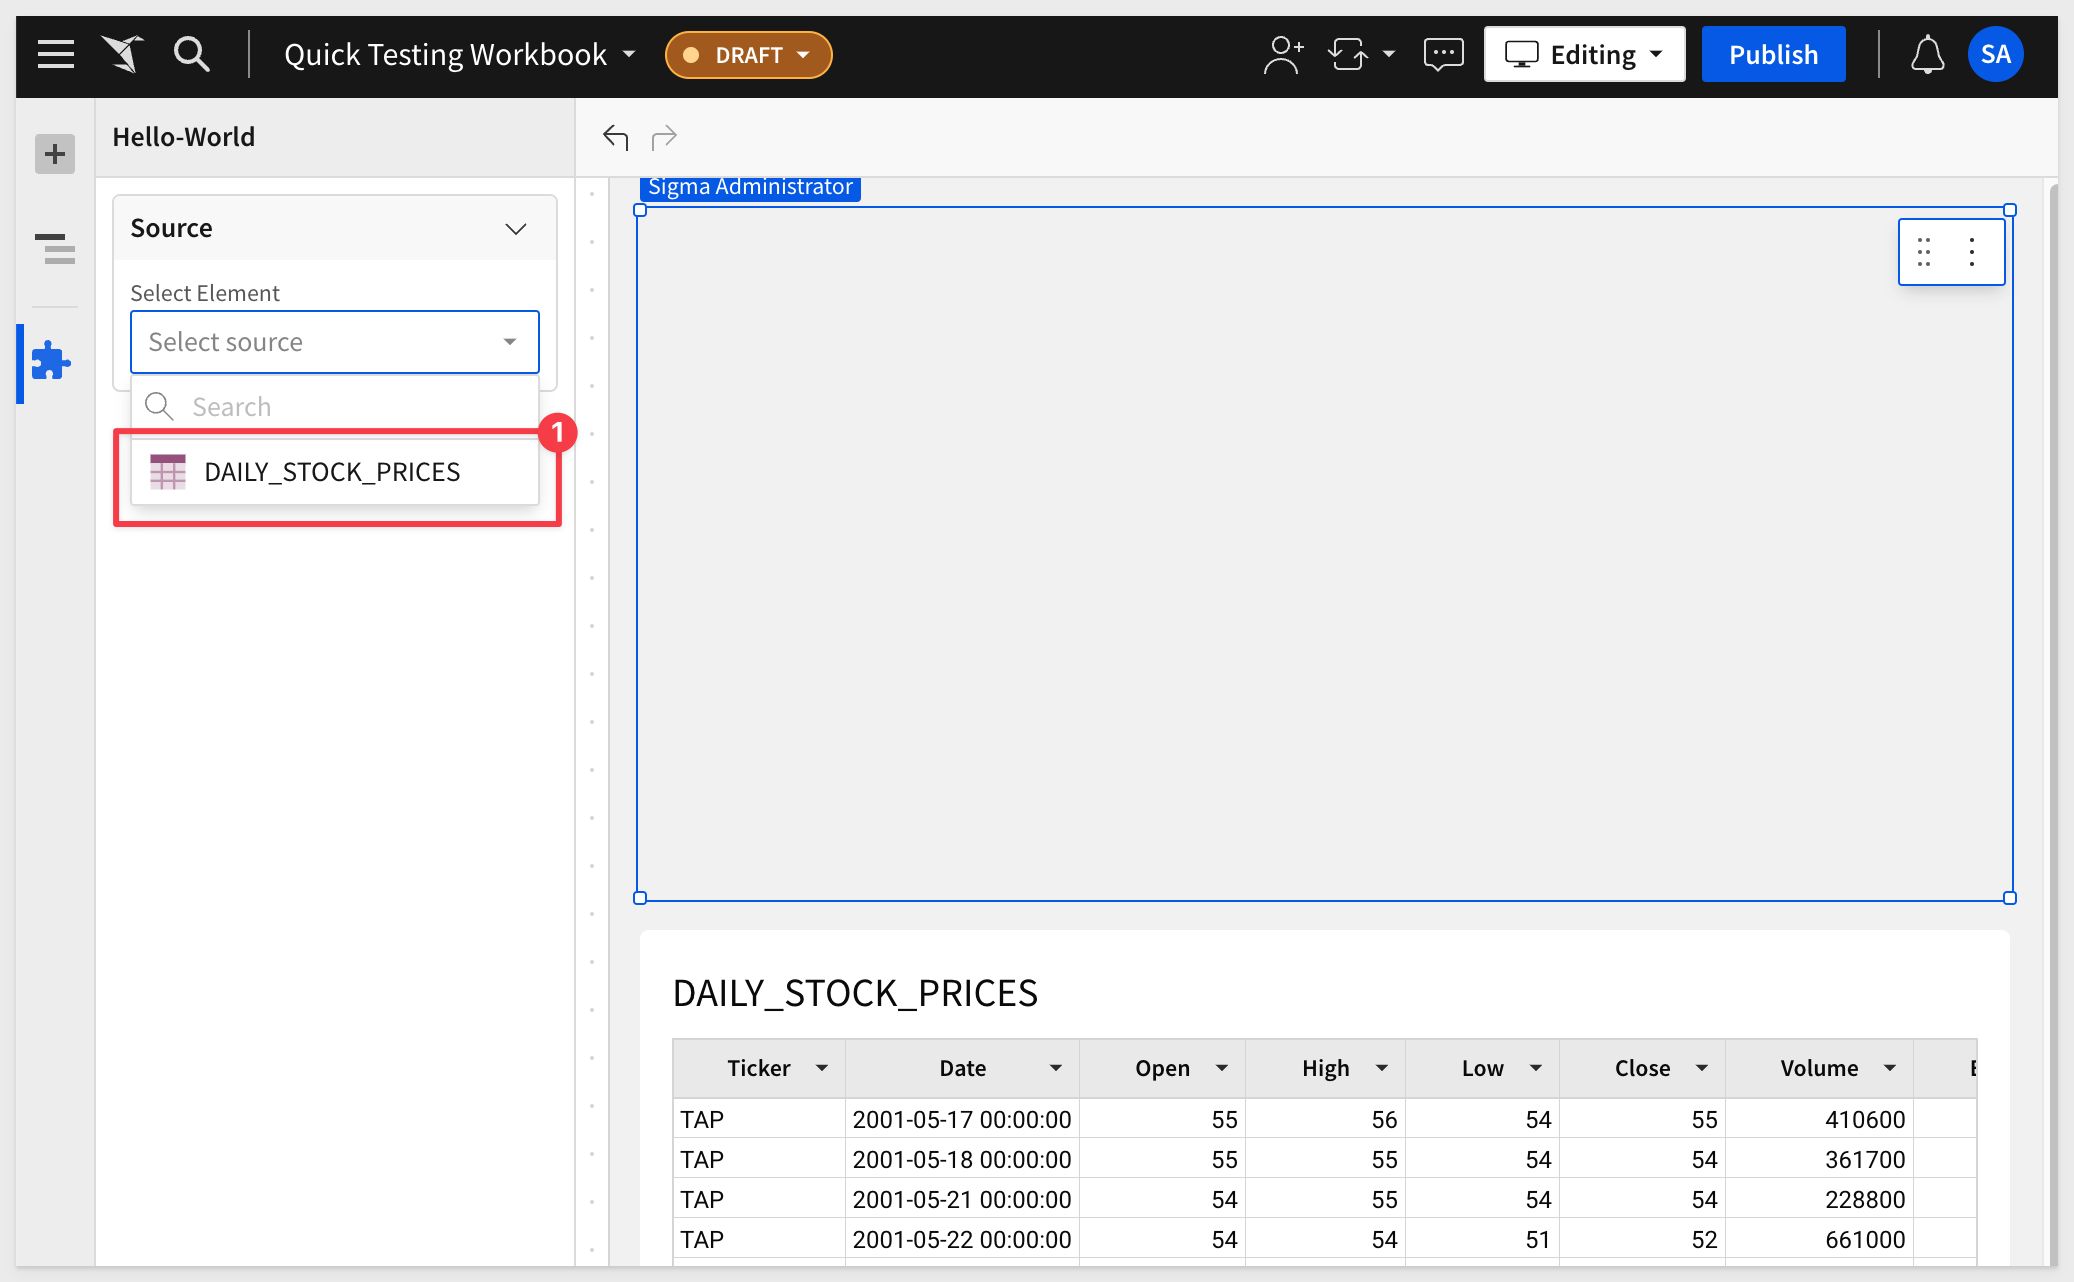 Quick Testing Workbook
DRAFT
Editing
Publish
SA
Hello-World
Sigma Administrator
Source
Select Element
Select source
Search
1
DAILY_STOCK_PRICES
DAILY_STOCK_PRICES
Ticker Date Open High Low Close Volume
TAP 2001-05-17 00:00:00 55 56 54 55 410600
TAP 2001-05-18 00:00:00 55 55 54 54 361700
TAP 2001-05-21 00:00:00 54 55 54 54 228800
TAP 2001-05-22 00:00:00 54 54 51 52 661000